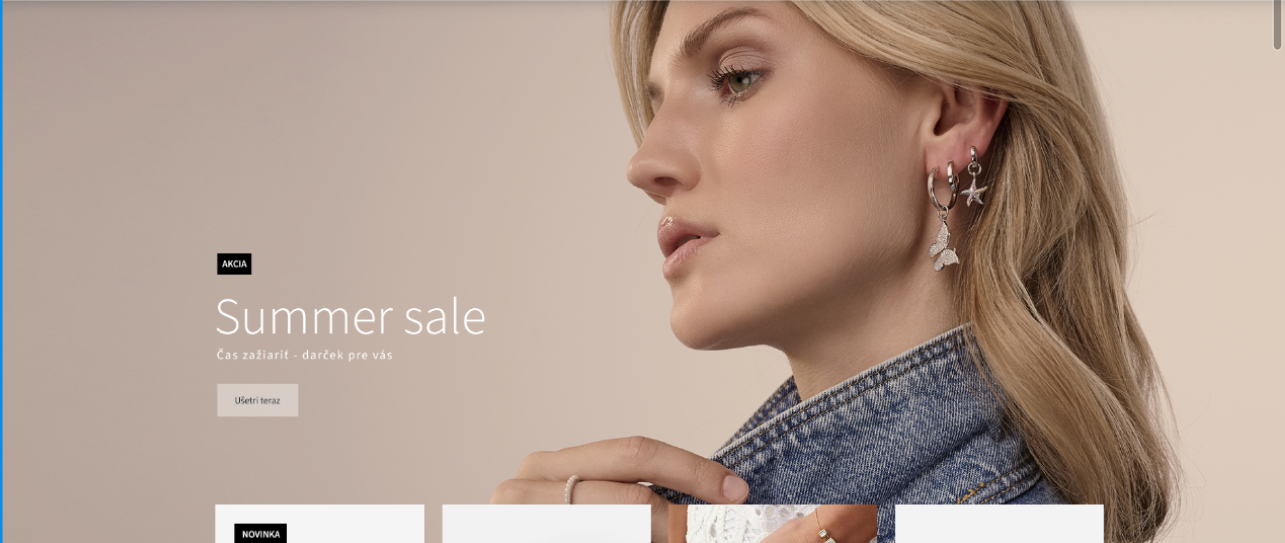 AKCIA
Summer sale
Čas zažiariť - darček pre vás
Ušetri teraz
NOVINKA